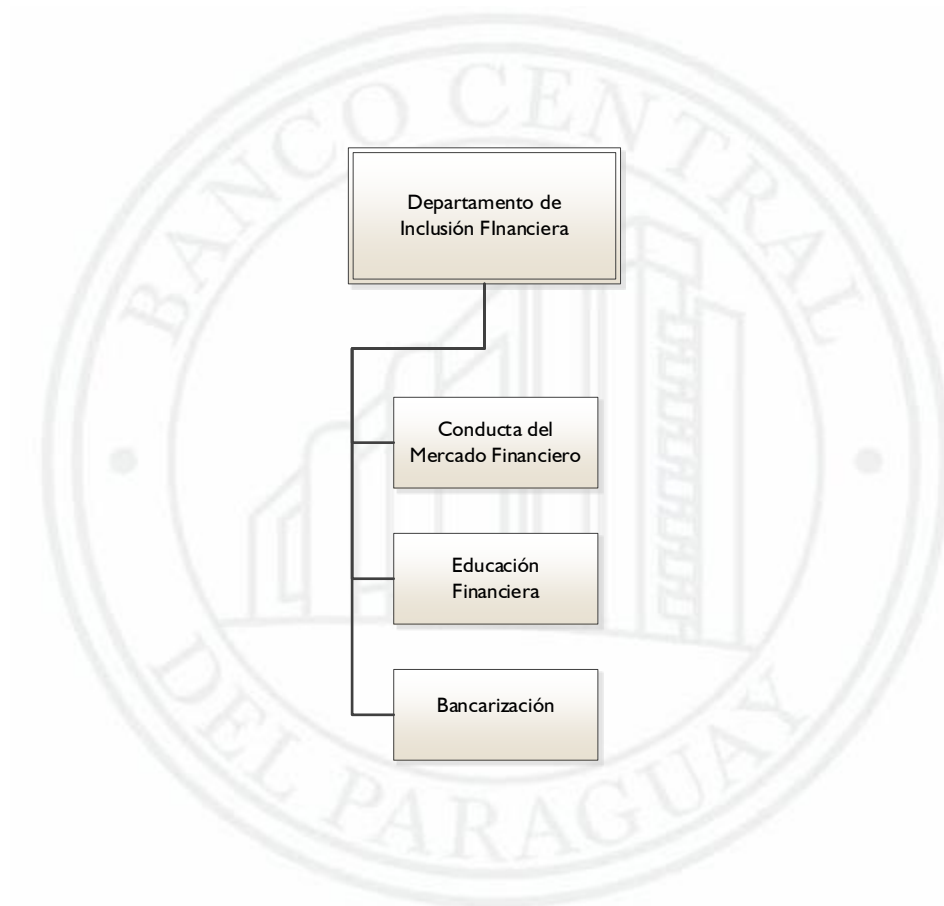 BANCO CENTRAL
DEL PARAGUAY
Departamento de
Inclusión FInanciera
Conducta del
Mercado Financiero
Educación
Financiera
Bancarización